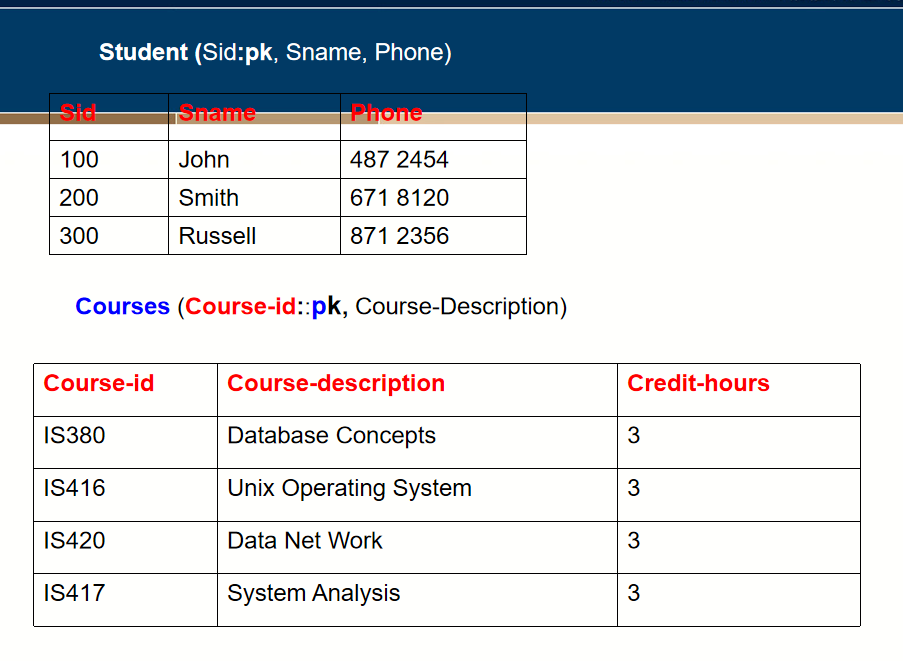 Student (Sid:pk, Sname, Phone)
Sid Sname Phone
100 John 487 2454
200 Smith 671 8120
300 Russell 871 2356
Courses (Course-id::pk, Course-Description)
Course-id Course-description Credit-hours
IS380 Database Concepts 3
IS416 Unix Operating System 3
IS420 Data Net Work 3
IS417 System Analysis 3